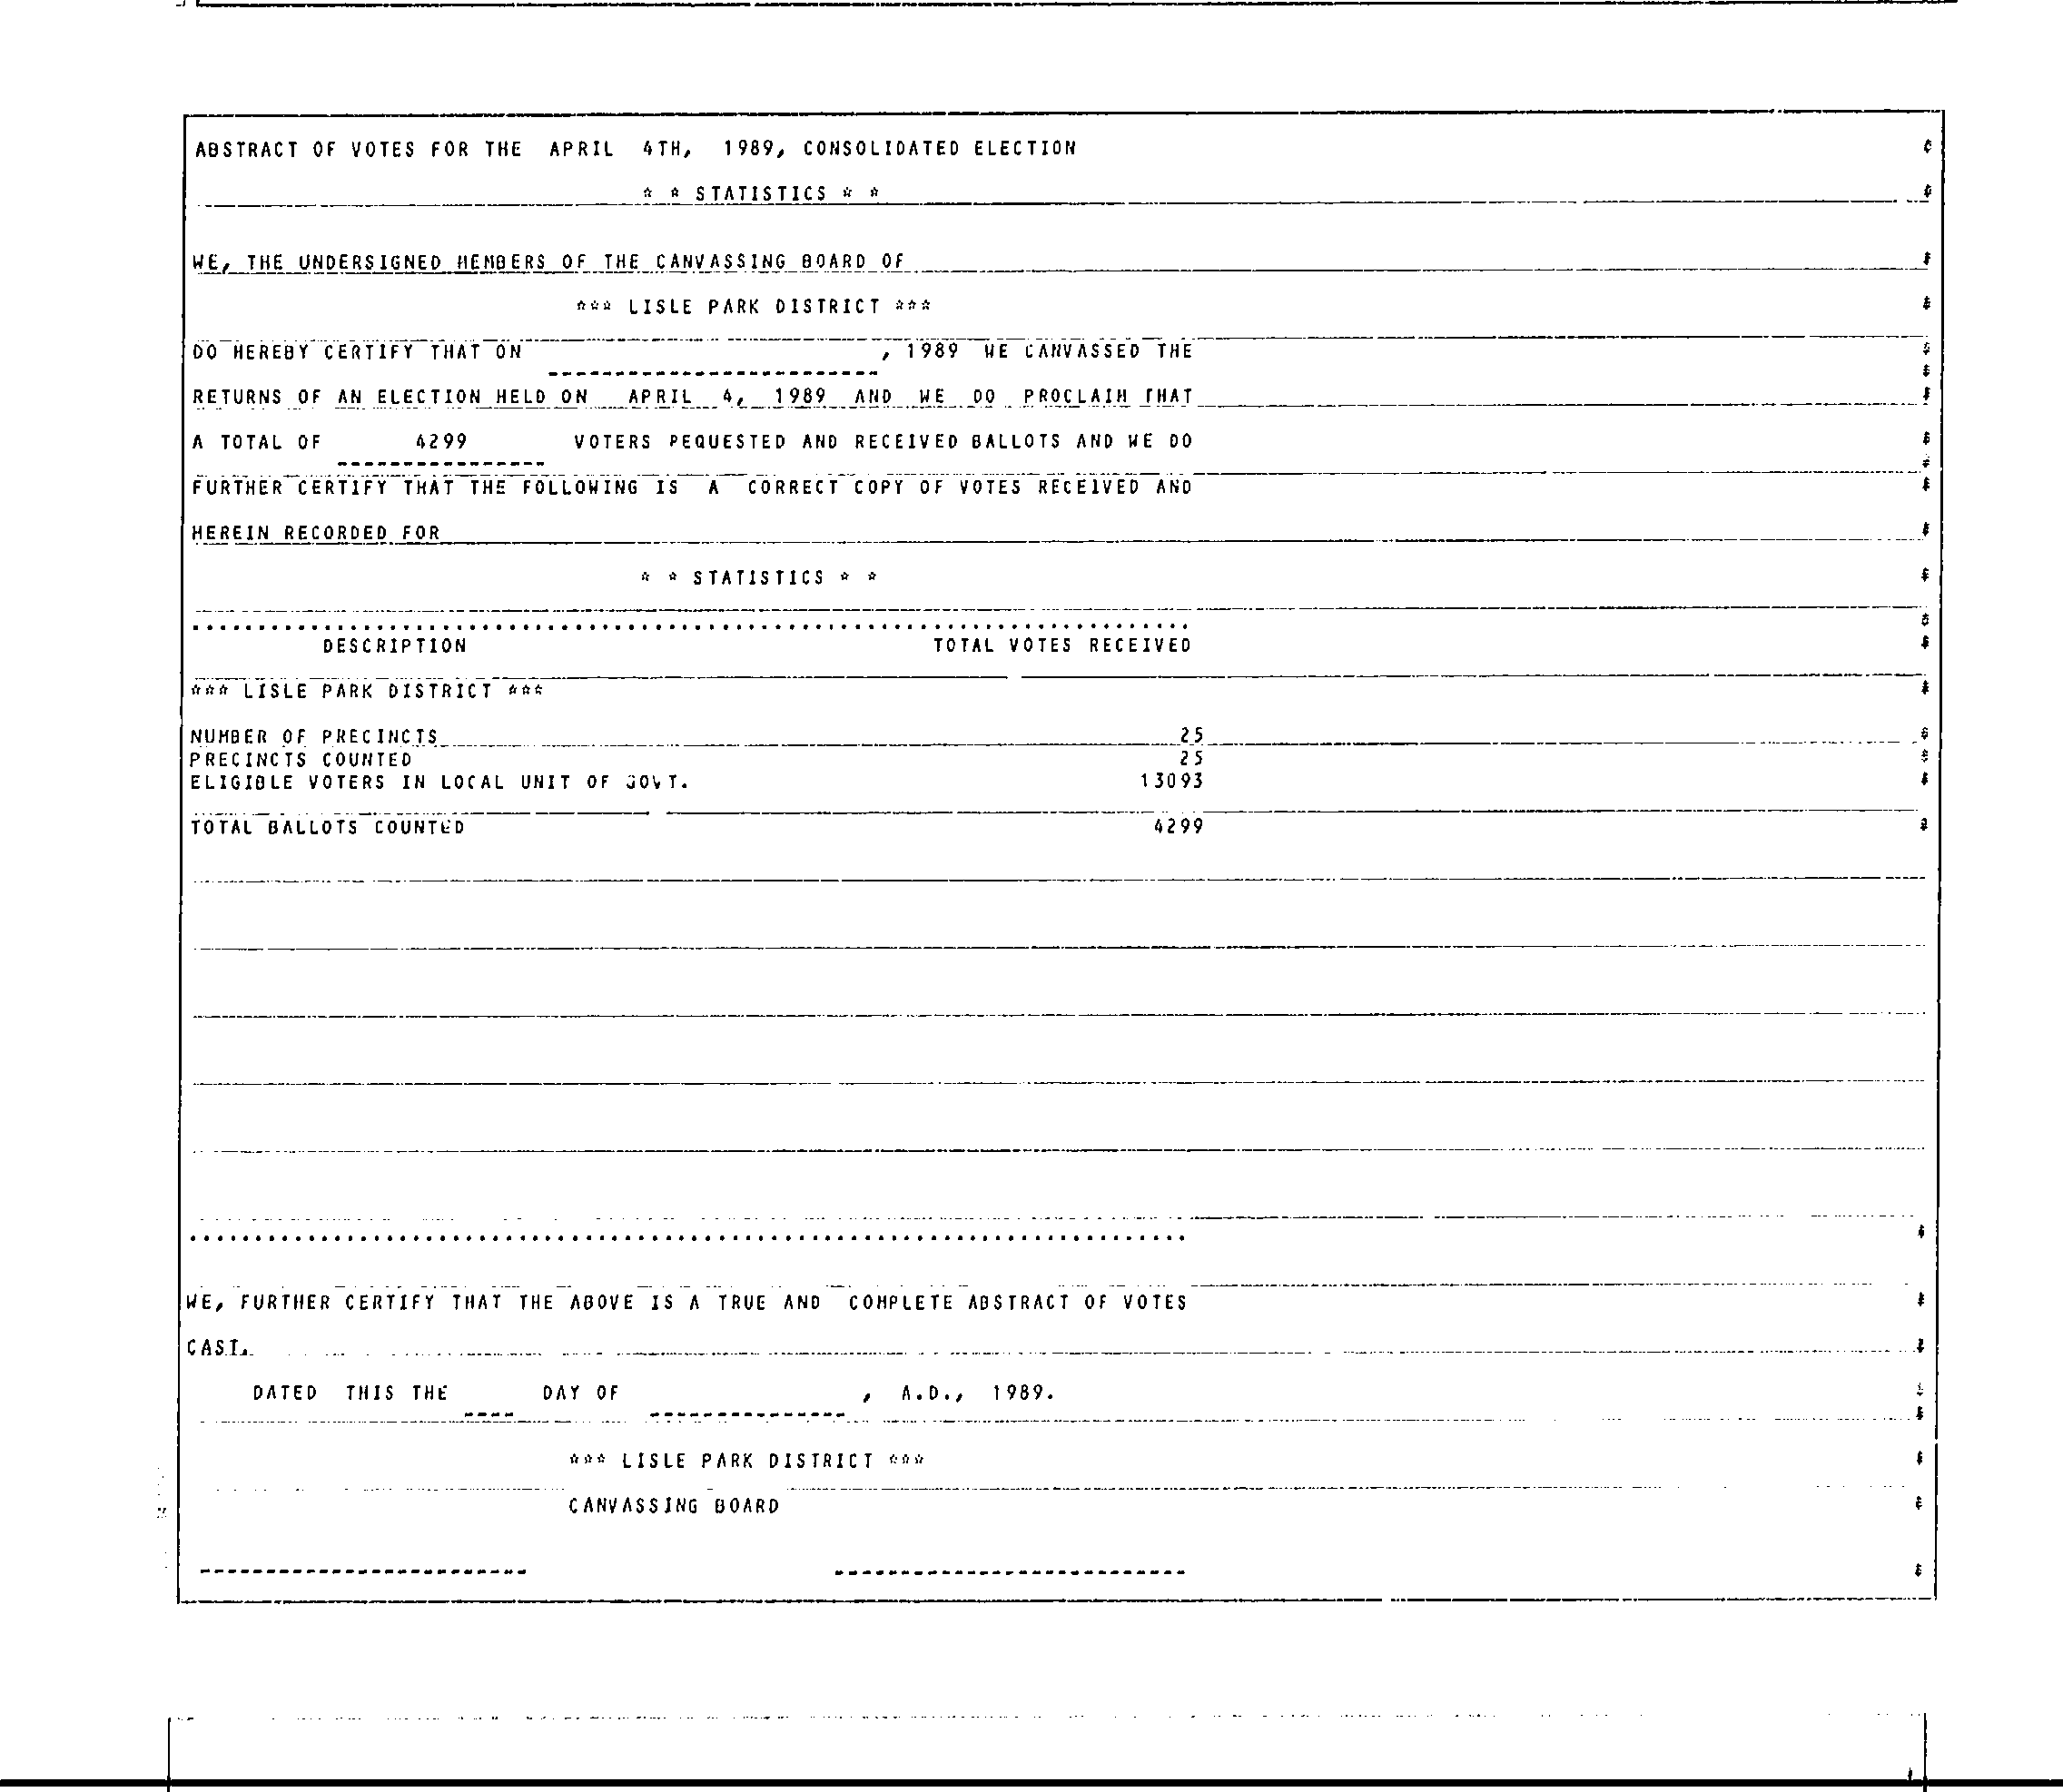 ABSTRACT OF VOTES FOR THE APRIL 4TH, 1989, CONSOLIDATED ELECTION
* * STATISTICS * *
WE, THE UNDERSIGNED MEMBERS OF THE CANVASSING BOARD OF
*** LISLE PARK DISTRICT ***
DO HEREBY CERTIFY THAT ON , 1989 WE CANVASSED THE
RETURNS OF AN ELECTION HELD ON APRIL 4, 1989 AND WE DO PROCLAIM THAT
A TOTAL OF 4299 VOTERS REQUESTED AND RECEIVED BALLOTS AND WE DO
FURTHER CERTIFY THAT THE FOLLOWING IS A CORRECT COPY OF VOTES RECEIVED AND
HEREIN RECORDED FOR
* * STATISTICS * *
DESCRIPTION TOTAL VOTES RECEIVED
*** LISLE PARK DISTRICT ***
NUMBER OF PRECINCTS 25
PRECINCTS COUNTED 25
ELIGIBLE VOTERS IN LOCAL UNIT OF GOVT. 13093
TOTAL BALLOTS COUNTED 4299
WE, FURTHER CERTIFY THAT THE ABOVE IS A TRUE AND COMPLETE ABSTRACT OF VOTES
CAST.
DATED THIS THE ---- DAY OF --------------- , A.D., 1989.
*** LISLE PARK DISTRICT ***
CANVASSING BOARD